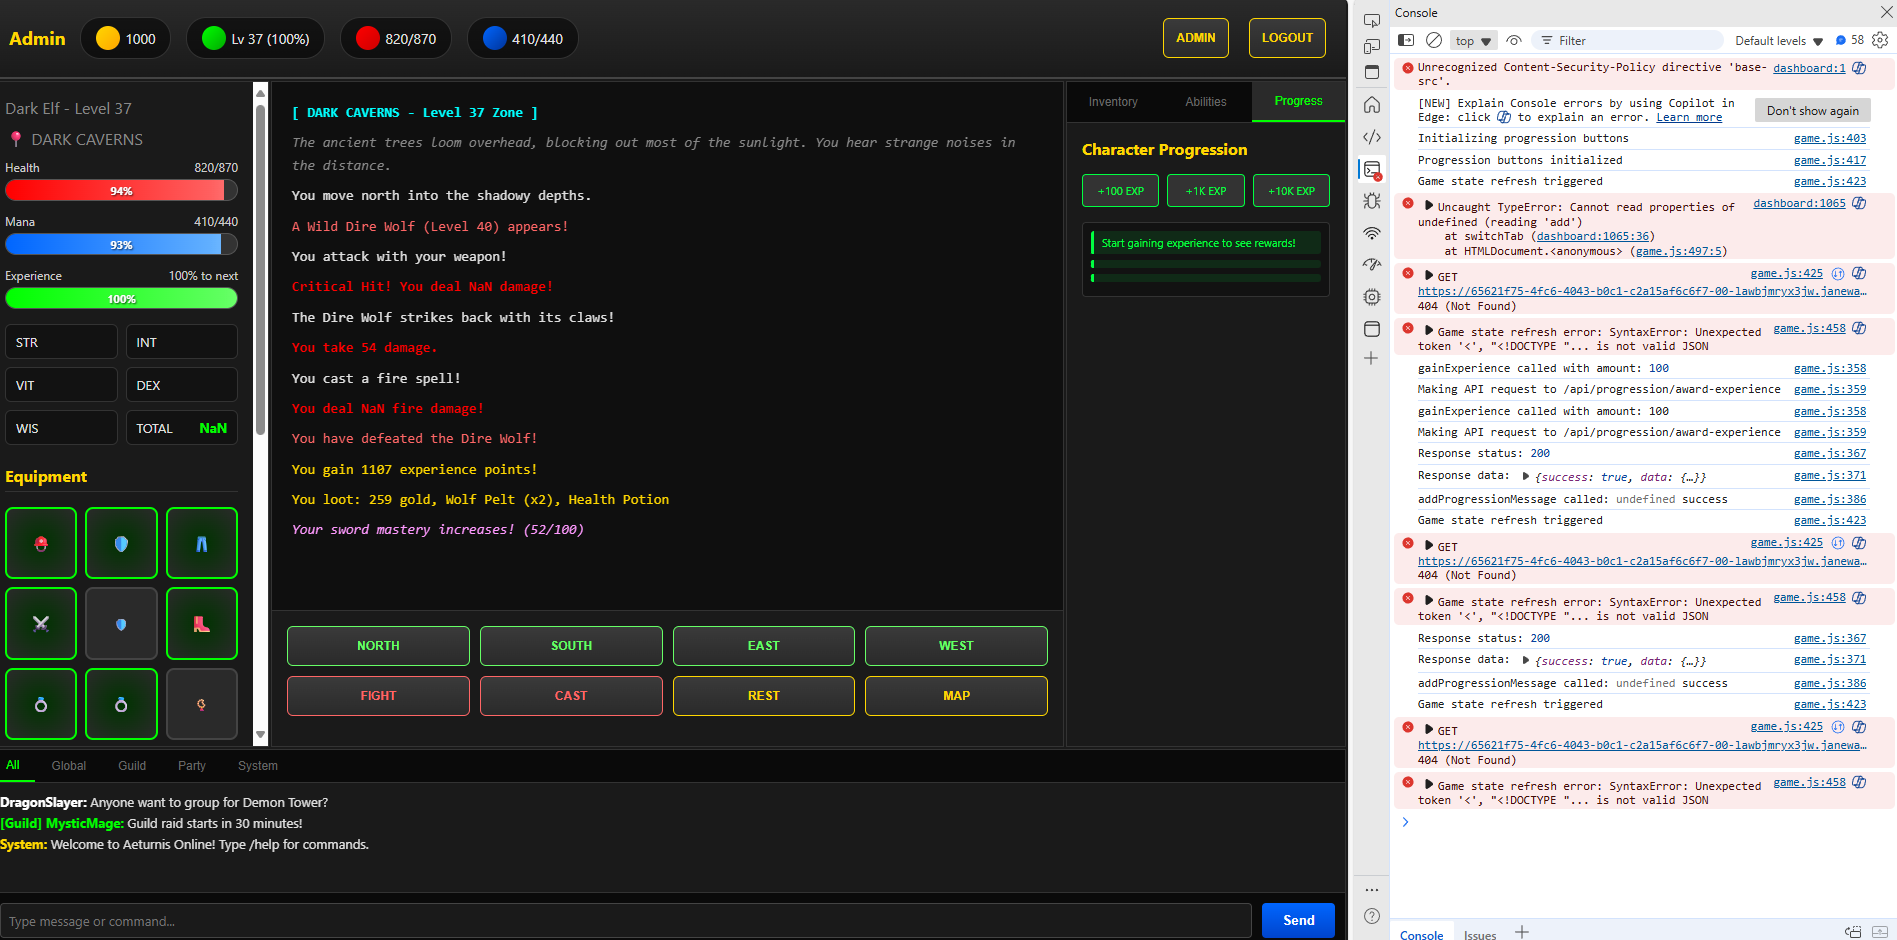 Admin
1000
Lv 37 (100%)
820/870
410/440
ADMIN
LOGOUT
Dark Elf - Level 37
DARK CAVERNS
Health 820/870
94%
Mana 410/440
93%
Experience 100% to next
100%
STR
INT
VIT
DEX
WIS
TOTAL NaN
Equipment
[ DARK CAVERNS - Level 37 Zone ]
The ancient trees loom overhead, blocking out most of the sunlight. You hear strange noises in
the distance.
You move north into the shadowy depths.
A Wild Dire Wolf (Level 40) appears!
You attack with your weapon!
Critical Hit! You deal NaN damage!
The Dire Wolf strikes back with its claws!
You take 54 damage.
You cast a fire spell!
You deal NaN fire damage!
You have defeated the Dire Wolf!
You gain 1107 experience points!
You loot: 259 gold, Wolf Pelt (x2), Health Potion
Your sword mastery increases! (52/100)
NORTH
SOUTH
EAST
WEST
FIGHT
CAST
REST
MAP
Inventory
Abilities
Progress
Character Progression
+100 EXP
+1K EXP
+10K EXP
Start gaining experience to see rewards!
All
Global
Guild
Party
System
DragonSlayer: Anyone want to group for Demon Tower?
[Guild] MysticMage: Guild raid starts in 30 minutes!
System: Welcome to Aeturnis Online! Type /help for commands.
Type message or command...
Send
Console
top
Filter
Default levels
58
Unrecognized Content-Security-Policy directive 'base- dashboard:1
src'.
[NEW] Explain Console errors by using Copilot in
Edge: click to explain an error. Learn more
Don't show again
Initializing progression buttons game.js:403
Progression buttons initialized game.js:417
Game state refresh triggered game.js:423
Uncaught TypeError: Cannot read properties of dashboard:1065
undefined (reading 'add')
at switchTab (dashboard:1065:36)
at HTMLDocument.<anonymous> (game.js:497:5)
GET game.js:425
https://65621f75-4fc6-4043-b0c1-c2a15af6c6f7-00-lawbjmryx3jw.janewa…
404 (Not Found)
Game state refresh error: SyntaxError: Unexpected game.js:458
token '<', "<!DOCTYPE "... is not valid JSON
gainExperience called with amount: 100 game.js:358
Making API request to /api/progression/award-experience game.js:359
gainExperience called with amount: 100 game.js:358
Making API request to /api/progression/award-experience game.js:359
Response status: 200 game.js:367
Response data: {success: true, data: {…}} game.js:371
addProgressionMessage called: undefined success game.js:386
Game state refresh triggered game.js:423
GET game.js:425
https://65621f75-4fc6-4043-b0c1-c2a15af6c6f7-00-lawbjmryx3jw.janewa…
404 (Not Found)
Game state refresh error: SyntaxError: Unexpected game.js:458
token '<', "<!DOCTYPE "... is not valid JSON
Response status: 200 game.js:367
Response data: {success: true, data: {…}} game.js:371
addProgressionMessage called: undefined success game.js:386
Game state refresh triggered game.js:423
GET game.js:425
https://65621f75-4fc6-4043-b0c1-c2a15af6c6f7-00-lawbjmryx3jw.janewa…
404 (Not Found)
Game state refresh error: SyntaxError: Unexpected game.js:458
token '<', "<!DOCTYPE "... is not valid JSON
Console
Issues